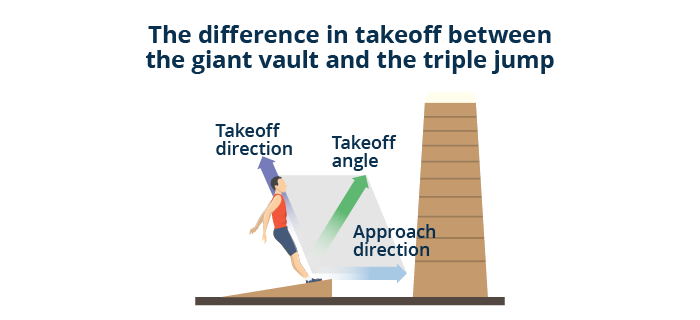 The difference in takeoff between
the giant vault and the triple jump
Takeoff
direction
Takeoff
angle
Approach
direction